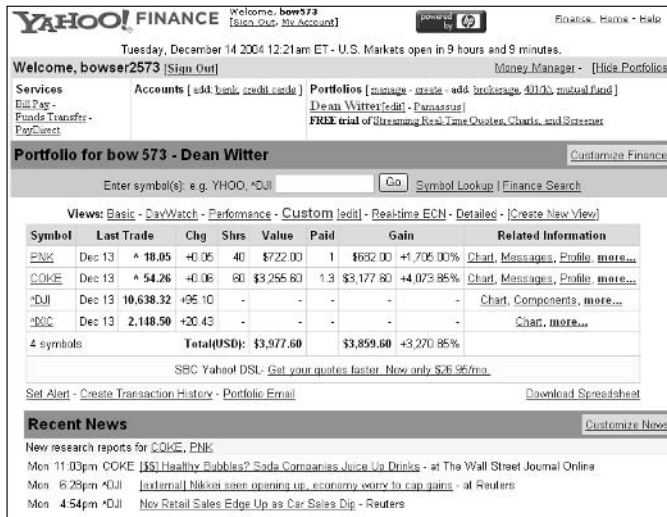 YAHOO! FINANCE Welcome, bow573 [Sign Out, My Account] powered by hp Finance Home - Help
Tuesday, December 14 2004 12:21am ET - U.S. Markets open in 9 hours and 9 minutes.
Welcome, bowser2573 [Sign Out] Money Manager - [Hide Portfolios
Services Accounts [ add: bank, credit cards ] Portfolios [ manage - create - add: brokerage, 401(k), mutual fund ]
Bill Pay - Dean Witter[edit] - Parnassus]
Funds Transfer - FREE trial of Streaming Real-Time Quotes, Charts, and Screener
PayDirect
Portfolio for bow 573 - Dean Witter Customize Finance
Enter symbol(s): e.g. YHOO, ^DJI Go Symbol Lookup | Finance Search
Views: Basic - DayWatch - Performance - Custom [edit] - Real-time ECN - Detailed - [Create New View]
Symbol Last Trade Chg Shrs Value Paid Gain Related Information
PNK Dec 13 ^ 18.05 +0.05 40 $722.00 1 $682.00 +1,705.00% Chart, Messages, Profile, more...
COKE Dec 13 ^ 54.26 +0.06 60 $3,255.60 1.3 $3,177.60 +4,073.85% Chart, Messages, Profile, more...
^DJI Dec 13 10,638.32 +95.10 - - - - - Chart, Components, more...
^IXIC Dec 13 2,148.50 +20.43 - - - - - Chart, more...
4 symbols Total(USD): $3,977.60 $3,859.60 +3,270.85%
SBC Yahoo! DSL- Get your quotes faster. Now only $26.95/mo.
Set Alert - Create Transaction History - Portfolio Email Download Spreadsheet
Recent News Customize News
New research reports for COKE, PNK
Mon 11:03pm COKE [$$] Healthy Bubbles? Soda Companies Juice Up Drinks - at The Wall Street Journal Online
Mon 6:28pm ^DJI [external] Nikkei seen opening up, economy worry to cap gains - at Reuters
Mon 4:54pm ^DJI Nov Retail Sales Edge Up as Car Sales Dip - Reuters